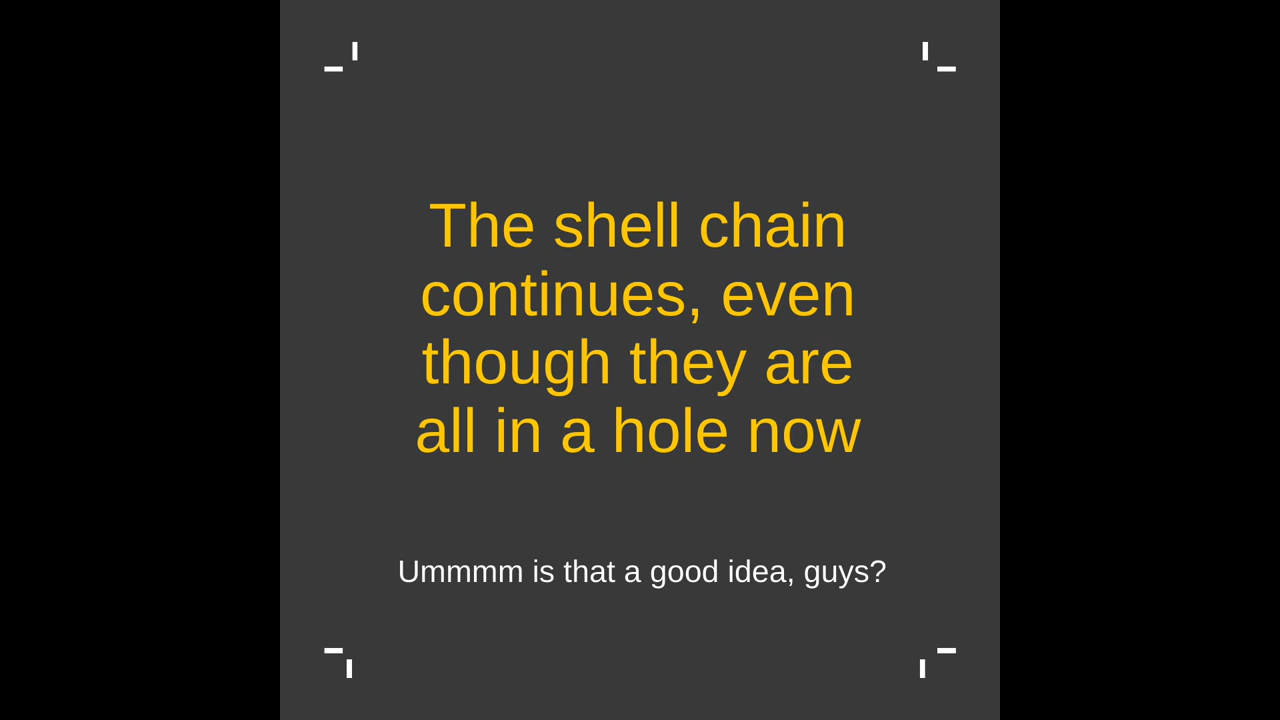 The shell chain
continues, even
though they are
all in a hole now
Ummmm is that a good idea, guys?